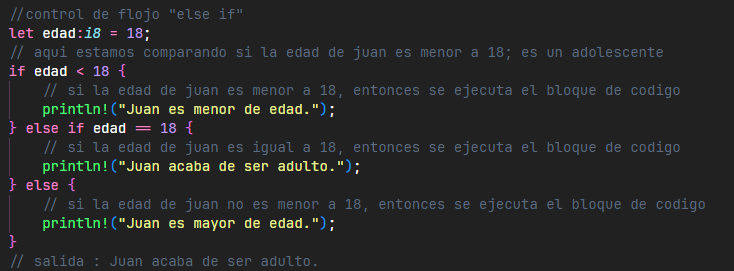 //control de flojo "else if"
let edad:i8 = 18;
// aqui estamos comparando si la edad de juan es menor a 18; es un adolescente
if edad < 18 {
    // si la edad de juan es menor a 18, entonces se ejecuta el bloque de codigo
    println!("Juan es menor de edad.");
} else if edad == 18 {
    // si la edad de juan es igual a 18, entonces se ejecuta el bloque de codigo
    println!("Juan acaba de ser adulto.");
} else {
    // si la edad de juan no es menor a 18, entonces se ejecuta el bloque de codigo
    println!("Juan es mayor de edad.");
}
// salida : Juan acaba de ser adulto.